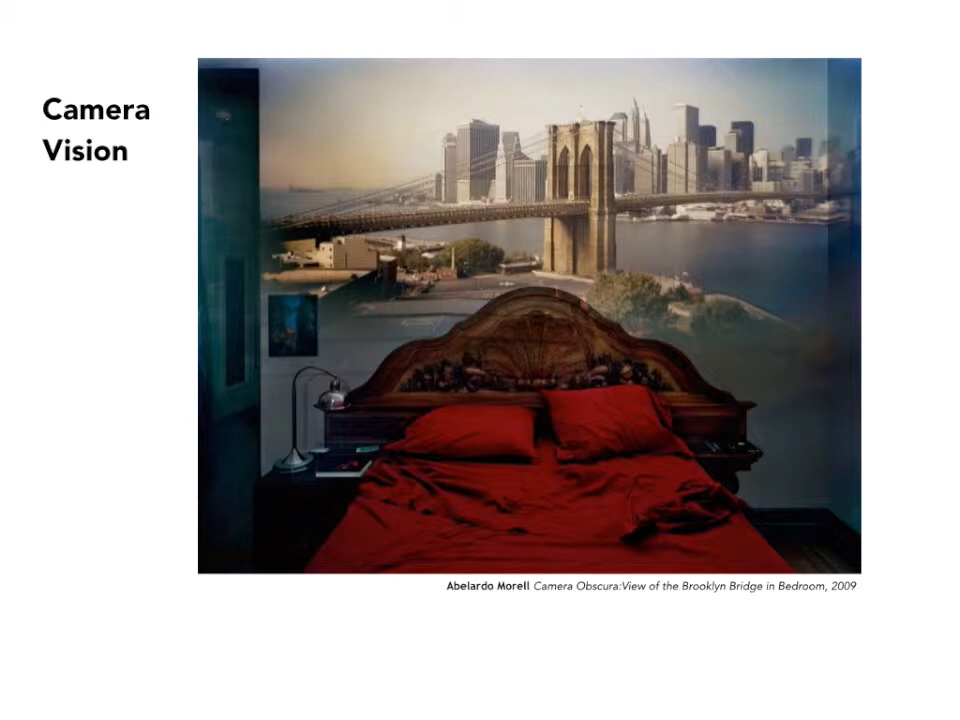 Camera
Vision
Abelardo Morell Camera Obscura:View of the Brooklyn Bridge in Bedroom, 2009